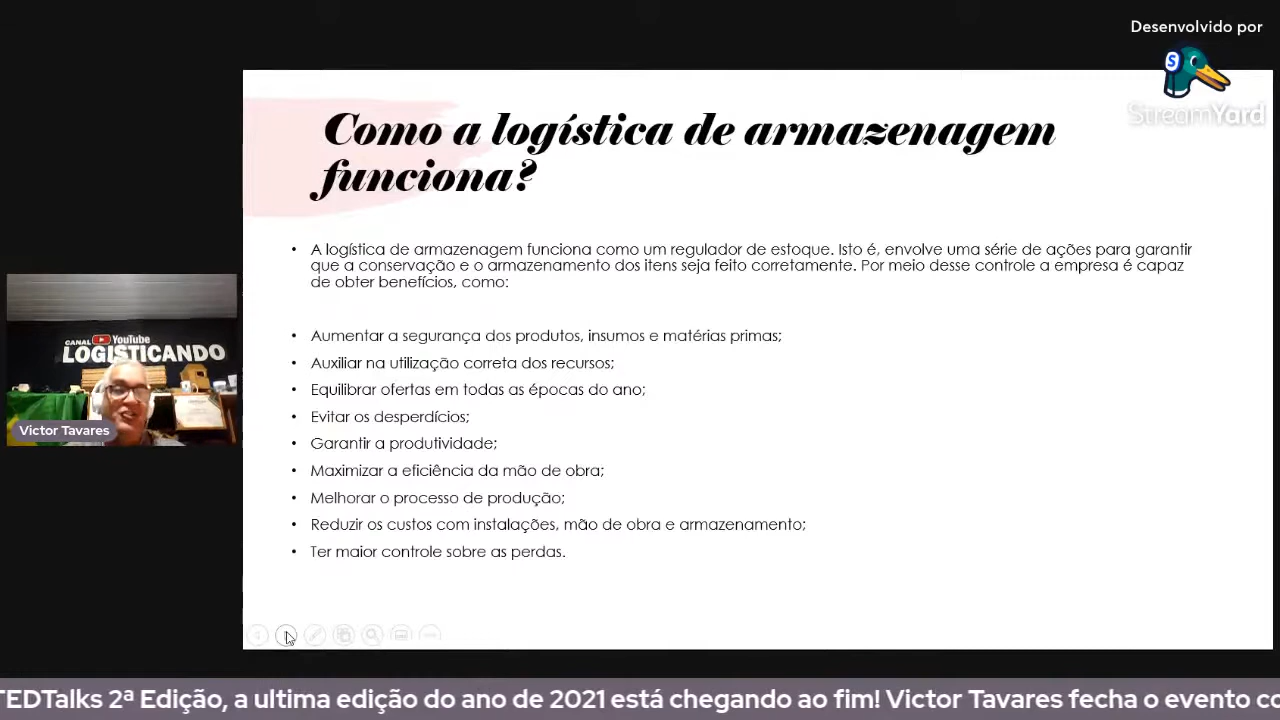 Desenvolvido por
StreamYard
Como a logística de armazenagem
funciona?
• A logística de armazenagem funciona como um regulador de estoque. Isto é, envolve uma série de ações para garantir
que a conservação e o armazenamento dos itens seja feito corretamente. Por meio desse controle a empresa é capaz
de obter benefícios, como:
• Aumentar a segurança dos produtos, insumos e matérias primas;
• Auxiliar na utilização correta dos recursos;
• Equilibrar ofertas em todas as épocas do ano;
• Evitar os desperdícios;
• Garantir a produtividade;
• Maximizar a eficiência da mão de obra;
• Melhorar o processo de produção;
• Reduzir os custos com instalações, mão de obra e armazenamento;
• Ter maior controle sobre as perdas.
CANAL YouTube
LOGISTICANDO
Victor Tavares
TEDTalks 2ª Edição, a ultima edição do ano de 2021 está chegando ao fim! Victor Tavares fecha o evento co